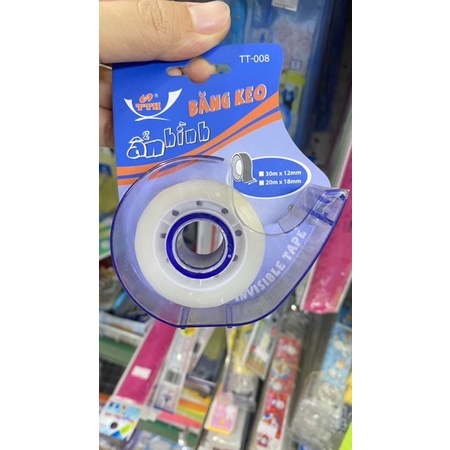 TT-008
TTH®
BĂNG KEO
ẩn hình
30m x 12mm
20m x 18mm
INVISIBLE TAPE